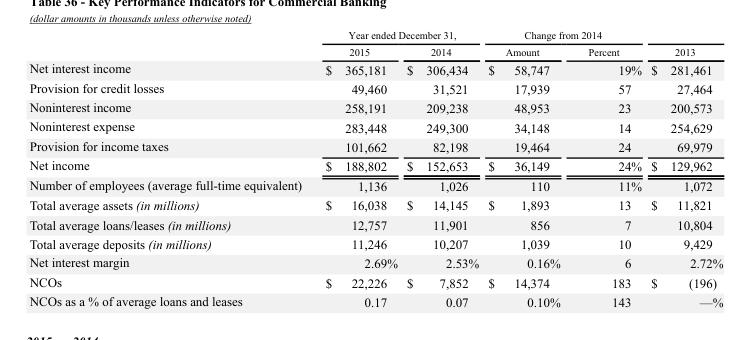 Table 36 - Key Performance Indicators for Commercial Banking
(dollar amounts in thousands unless otherwise noted)
Year ended December 31, Change from 2014
2015 2014 Amount Percent 2013
Net interest income $ 365,181 $ 306,434 $ 58,747 19% $ 281,461
Provision for credit losses 49,460 31,521 17,939 57 27,464
Noninterest income 258,191 209,238 48,953 23 200,573
Noninterest expense 283,448 249,300 34,148 14 254,629
Provision for income taxes 101,662 82,198 19,464 24 69,979
Net income $ 188,802 $ 152,653 $ 36,149 24% $ 129,962
Number of employees (average full-time equivalent) 1,136 1,026 110 11% 1,072
Total average assets (in millions) $ 16,038 $ 14,145 $ 1,893 13 $ 11,821
Total average loans/leases (in millions) 12,757 11,901 856 7 10,804
Total average deposits (in millions) 11,246 10,207 1,039 10 9,429
Net interest margin 2.69% 2.53% 0.16% 6 2.72%
NCOs $ 22,226 $ 7,852 $ 14,374 183 $ (196)
NCOs as a % of average loans and leases 0.17 0.07 0.10% 143 —%